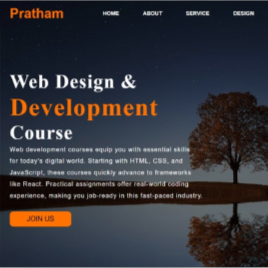 Pratham
HOME ABOUT SERVICE DESIGN
Web Design &
Development
Course
Web development courses equip you with essential skills
for today's digital world. Starting with HTML, CSS, and
JavaScript, these courses quickly advance to frameworks
like React. Practical assignments offer real-world coding
experience, making you job-ready in this fast-paced industry.
JOIN US